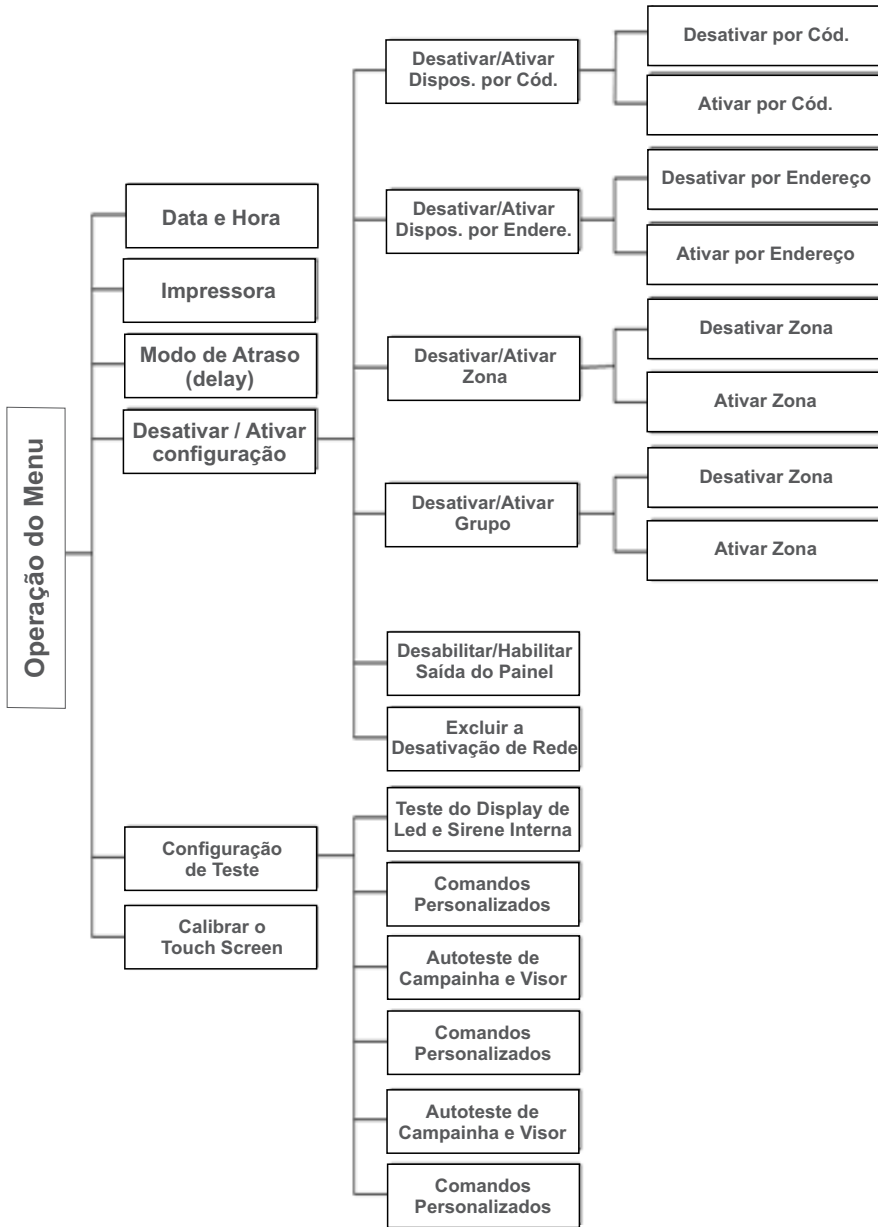 Operação do Menu
Data e Hora
Impressora
Modo de Atraso
(delay)
Desativar / Ativar
configuração
Desativar/Ativar
Dispos. por Cód.
Desativar por Cód.
Ativar por Cód.
Desativar/Ativar
Dispos. por Endere.
Desativar por Endereço
Ativar por Endereço
Desativar/Ativar
Zona
Desativar Zona
Ativar Zona
Desativar/Ativar
Grupo
Desativar Zona
Ativar Zona
Desabilitar/Habilitar
Saída do Painel
Excluir a
Desativação de Rede
Configuração
de Teste
Teste do Display de
Led e Sirene Interna
Comandos
Personalizados
Autoteste de
Campainha e Visor
Comandos
Personalizados
Autoteste de
Campainha e Visor
Comandos
Personalizados
Calibrar o
Touch Screen